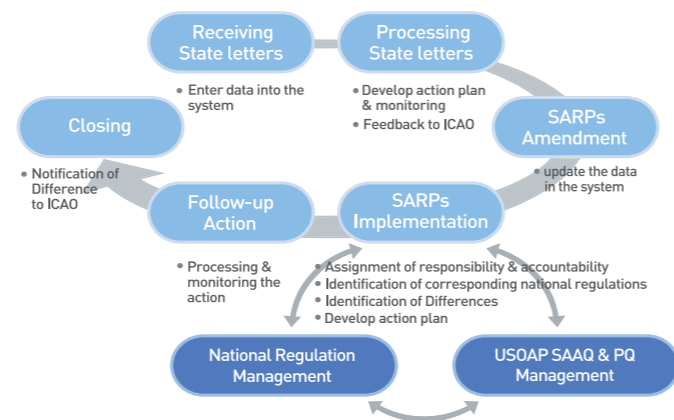 Receiving
State letters
• Enter data into the
system
Processing
State letters
• Develop action plan
& monitoring
• Feedback to ICAO
SARPs
Amendment
• update the data
in the system
Closing
• Notification of
Difference
to ICAO
Follow-up
Action
• Processing &
monitoring the
action
SARPs
Implementation
• Assignment of responsibility & accountability
• Identification of corresponding national regulations
• Identification of Differences
• Develop action plan
National Regulation
Management
USOAP SAAQ & PQ
Management